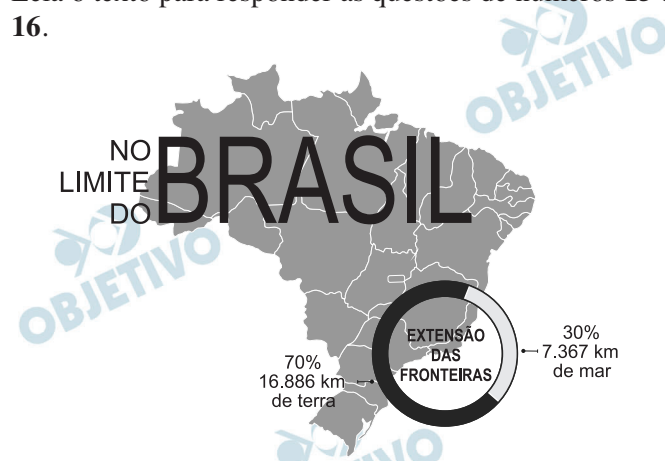 Leia o texto para responder às questões de números 15 a
16.
OBJETIVO
NO
LIMITE
DO
BRASIL
OBJETIVO
EXTENSÃO
DAS
FRONTEIRAS
70%
16.886 km
de terra
30%
7.367 km
de mar